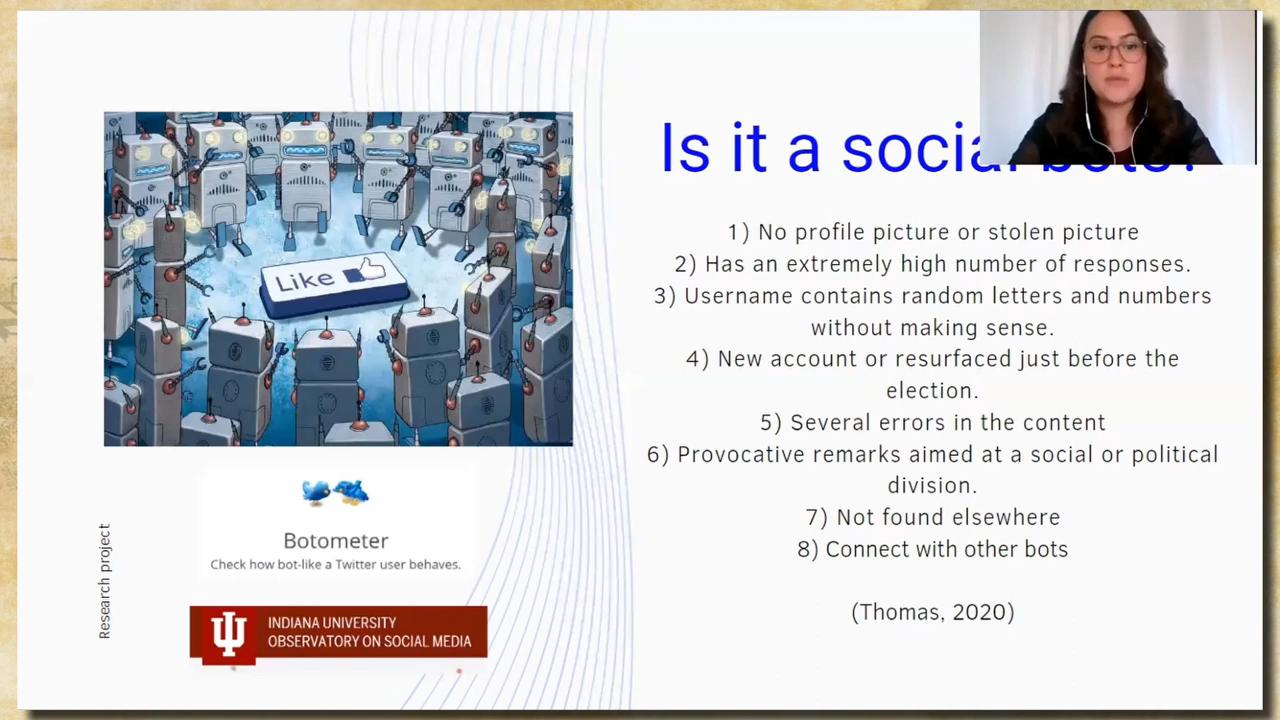 Is it a social bots?
1) No profile picture or stolen picture
2) Has an extremely high number of responses.
3) Username contains random letters and numbers
without making sense.
4) New account or resurfaced just before the
election.
5) Several errors in the content
6) Provocative remarks aimed at a social or political
division.
7) Not found elsewhere
8) Connect with other bots
(Thomas, 2020)
Like
Botometer
Check how bot-like a Twitter user behaves.
INDIANA UNIVERSITY
OBSERVATORY ON SOCIAL MEDIA
Research project